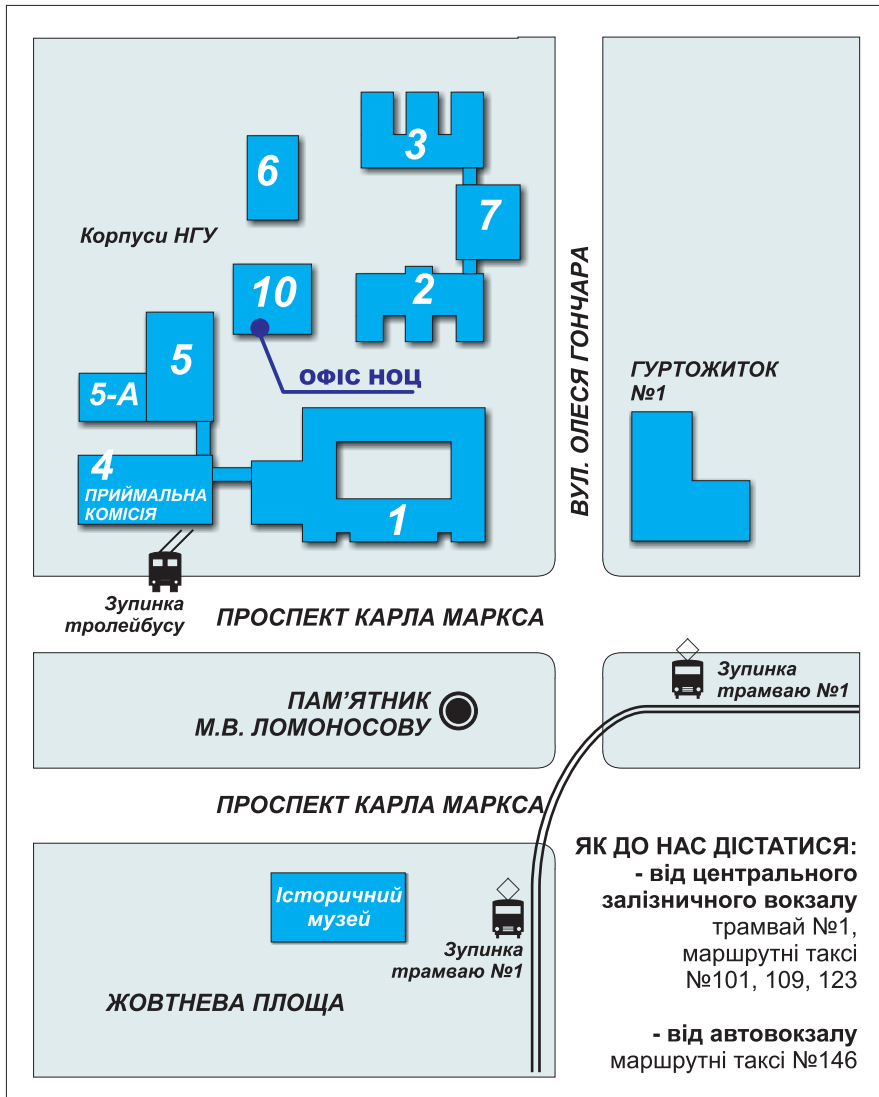 3
6
7
Корпуси НГУ
10
2
5
ОФІС НОЦ
5-А
4
ПРИЙМАЛЬНА
КОМІСІЯ
1
ВУЛ. ОЛЕСЯ ГОНЧАРА
ГУРТОЖИТОК
№1
Зупинка
тролейбусу
ПРОСПЕКТ КАРЛА МАРКСА
ПАМ’ЯТНИК
М.В. ЛОМОНОСОВУ
Зупинка
трамваю №1
ПРОСПЕКТ КАРЛА МАРКСА
Історичний
музей
Зупинка
трамваю №1
ЖОВТНЕВА ПЛОЩА
ЯК ДО НАС ДІСТАТИСЯ:
- від центрального
залізничного вокзалу
трамвай №1,
маршрутні таксі
№101, 109, 123
- від автовокзалу
маршрутні таксі №146